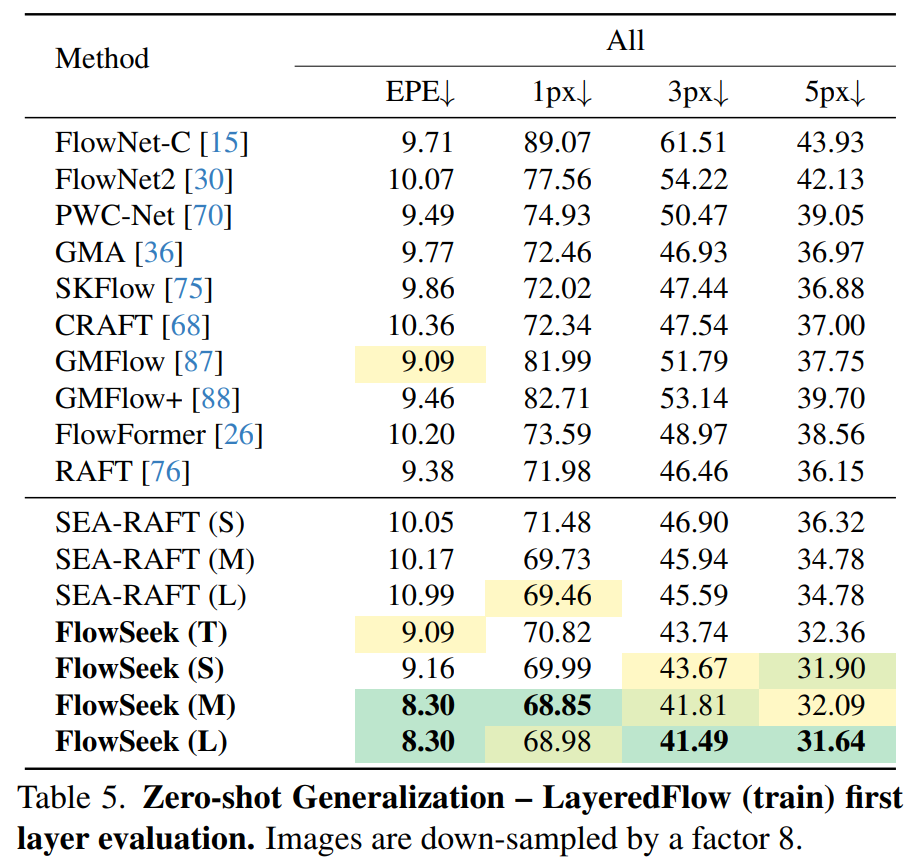 Method All
EPE↓ 1px↓ 3px↓ 5px↓
FlowNet-C [15] 9.71 89.07 61.51 43.93
FlowNet2 [30] 10.07 77.56 54.22 42.13
PWC-Net [70] 9.49 74.93 50.47 39.05
GMA [36] 9.77 72.46 46.93 36.97
SKFlow [75] 9.86 72.02 47.44 36.88
CRAFT [68] 10.36 72.34 47.54 37.00
GMFlow [87] 9.09 81.99 51.79 37.75
GMFlow+ [88] 9.46 82.71 53.14 39.70
FlowFormer [26] 10.20 73.59 48.97 38.56
RAFT [76] 9.38 71.98 46.46 36.15
SEA-RAFT (S) 10.05 71.48 46.90 36.32
SEA-RAFT (M) 10.17 69.73 45.94 34.78
SEA-RAFT (L) 10.99 69.46 45.59 34.78
FlowSeek (T) 9.09 70.82 43.74 32.36
FlowSeek (S) 9.16 69.99 43.67 31.90
FlowSeek (M) 8.30 68.85 41.81 32.09
FlowSeek (L) 8.30 68.98 41.49 31.64
Table 5. Zero-shot Generalization – LayeredFlow (train) first
layer evaluation. Images are down-sampled by a factor 8.